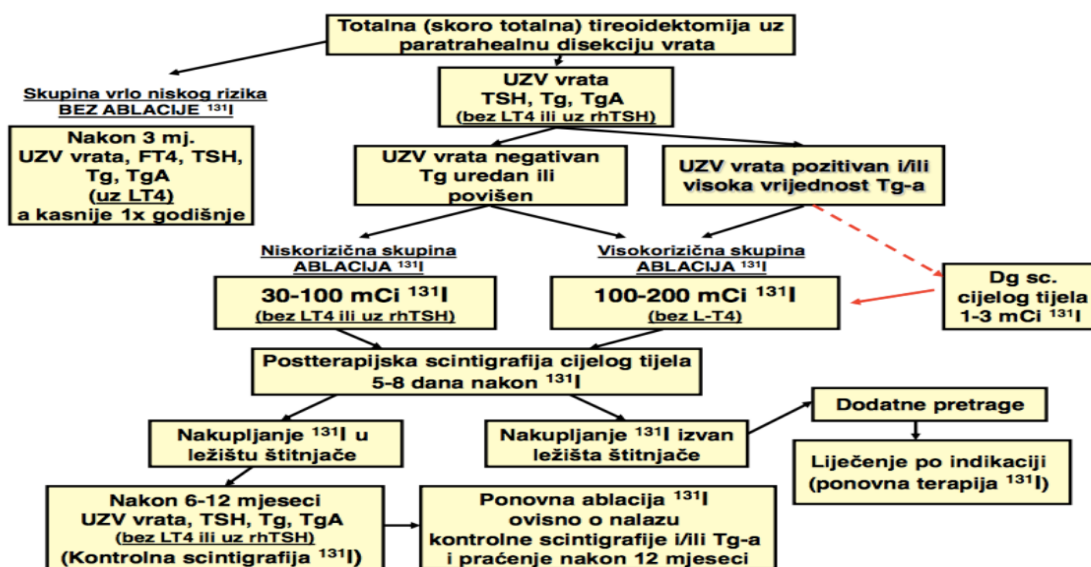 Totalna (skoro totalna) tireoidektomija uz
paratrahealnu disekciju vrata
Skupina vrlo niskog rizika
BEZ ABLACIJE ¹³¹I
Nakon 3 mj.
UZV vrata, FT4, TSH,
Tg, TgA
(uz LT4)
a kasnije 1x godišnje
UZV vrata
TSH, Tg, TgA
(bez LT4 ili uz rhTSH)
UZV vrata negativan
Tg uredan ili
povišen
UZV vrata pozitivan i/ili
visoka vrijednost Tg-a
Niskorizična skupina
ABLACIJA ¹³¹I
30-100 mCi ¹³¹I
(bez LT4 ili uz rhTSH)
Visokorizična skupina
ABLACIJA ¹³¹I
100-200 mCi ¹³¹I
(bez L-T4)
Dg sc.
cijelog tijela
1-3 mCi ¹³¹I
Postterapijska scintigrafija cijelog tijela
5-8 dana nakon ¹³¹I
Nakupljanje ¹³¹I u
ležištu štitnjače
Nakupljanje ¹³¹I izvan
ležišta štitnjače
Dodatne pretrage
Liječenje po indikaciji
(ponovna terapija ¹³¹I)
Nakon 6-12 mjeseci
UZV vrata, TSH, Tg, TgA
(bez LT4 ili uz rhTSH)
(Kontrolna scintigrafija ¹³¹I)
Ponovna ablacija ¹³¹I
ovisno o nalazu
kontrolne scintigrafije i/ili Tg-a
i praćenje nakon 12 mjeseci